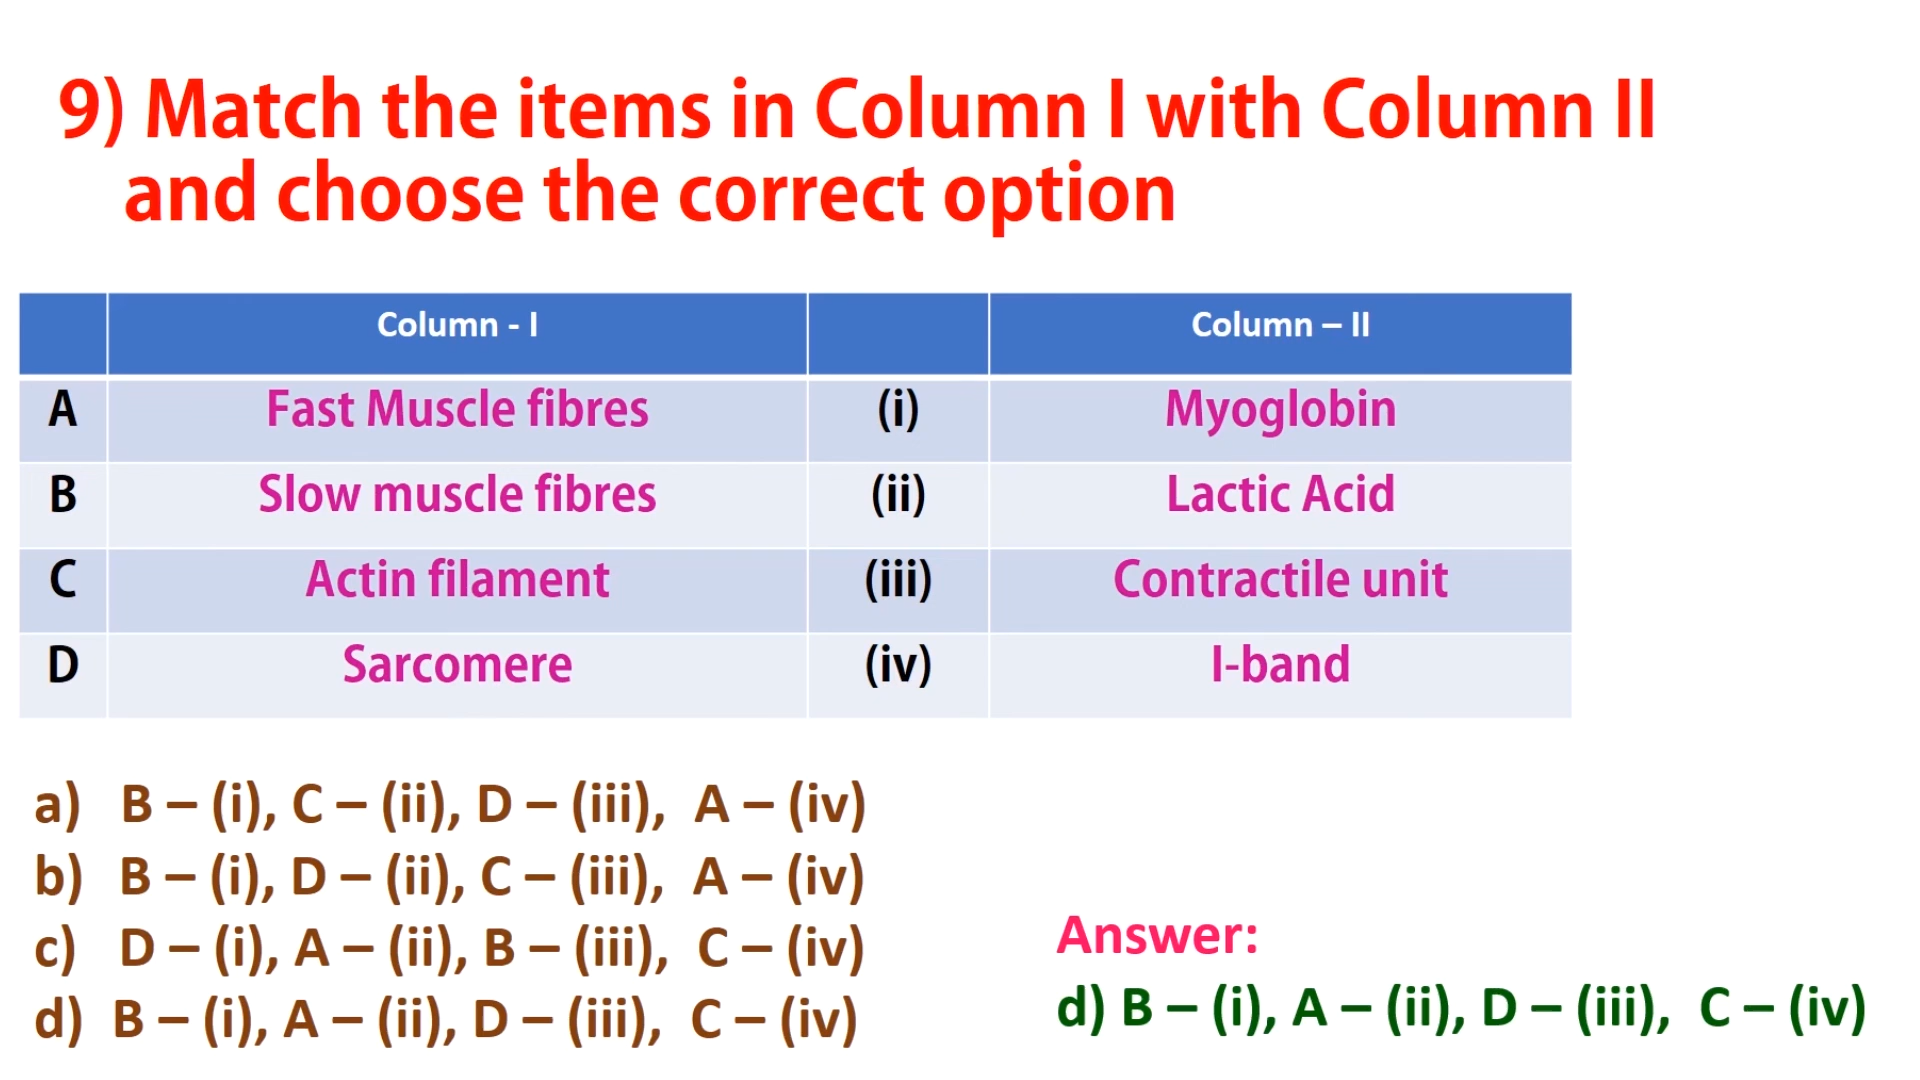 9) Match the items in Column I with Column II
and choose the correct option
Column - I Column – II
A Fast Muscle fibres (i) Myoglobin
B Slow muscle fibres (ii) Lactic Acid
C Actin filament (iii) Contractile unit
D Sarcomere (iv) I-band
a) B – (i), C – (ii), D – (iii), A – (iv)
b) B – (i), D – (ii), C – (iii), A – (iv)
c) D – (i), A – (ii), B – (iii), C – (iv)
d) B – (i), A – (ii), D – (iii), C – (iv)
Answer:
d) B – (i), A – (ii), D – (iii), C – (iv)